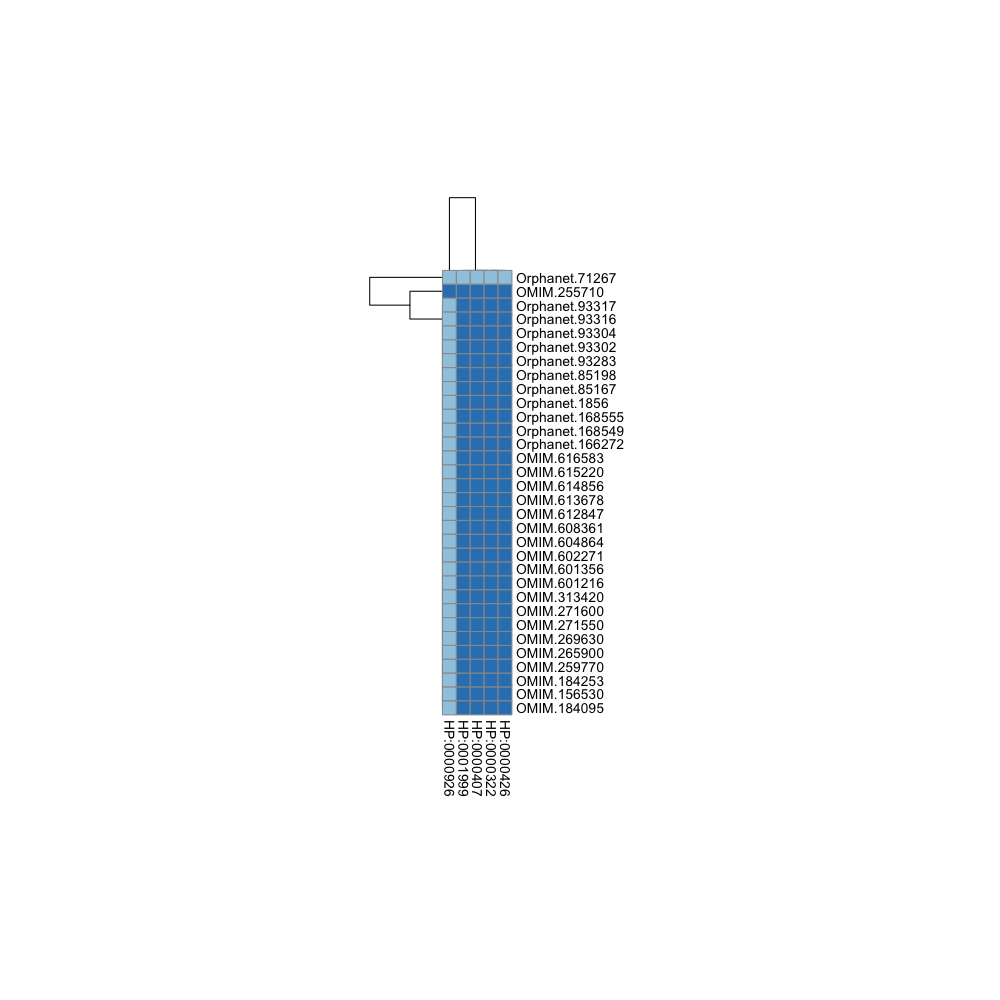 Orphanet.71267
OMIM.255710
Orphanet.93317
Orphanet.93316
Orphanet.93304
Orphanet.93302
Orphanet.93283
Orphanet.85198
Orphanet.85167
Orphanet.1856
Orphanet.168555
Orphanet.168549
Orphanet.166272
OMIM.616583
OMIM.615220
OMIM.614856
OMIM.613678
OMIM.612847
OMIM.608361
OMIM.604864
OMIM.602271
OMIM.601356
OMIM.601216
OMIM.313420
OMIM.271600
OMIM.271550
OMIM.269630
OMIM.265900
OMIM.259770
OMIM.184253
OMIM.156530
OMIM.184095
HP:0000926
HP:0001999
HP:0000407
HP:0000322
HP:0000426